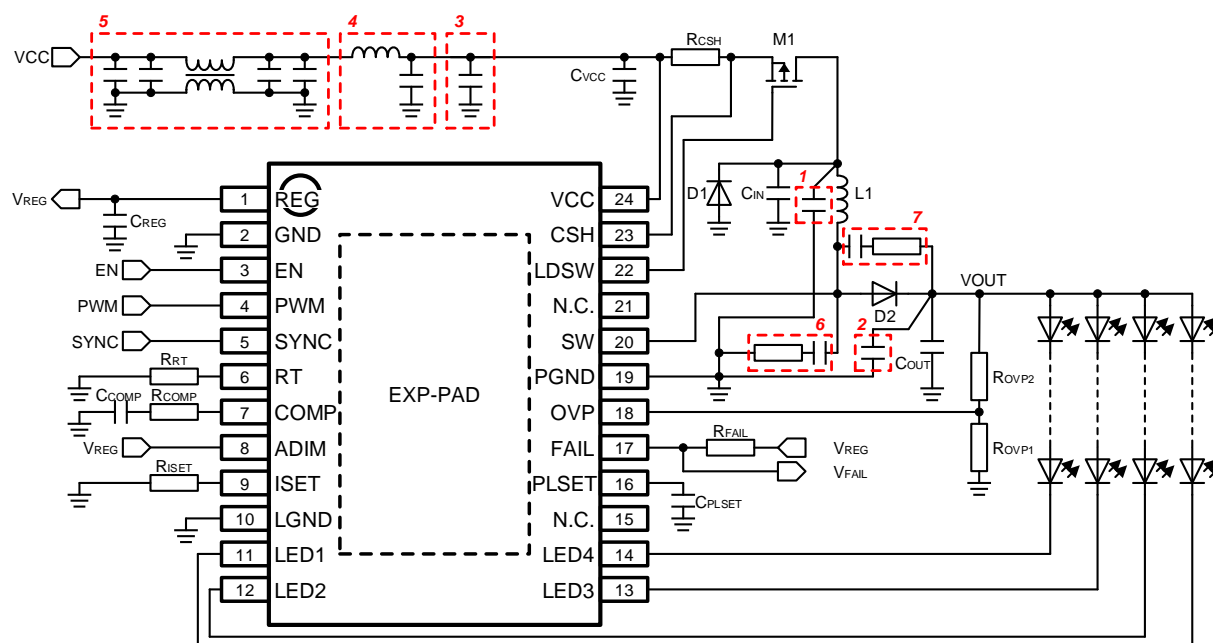 5
4
3
VCC
CVCC
RCSH
M1
VREG
CREG
1
REG
VCC
24
2
GND
CSH
23
EN
3
EN
LDSW
22
PWM
4
PWM
N.C.
21
SYNC
5
SYNC
SW
20
RRT
6
RT
PGND
19
CCOMP
RCOMP
7
COMP
OVP
18
VREG
8
ADIM
FAIL
17
RISET
9
ISET
PLSET
16
10
LGND
N.C.
15
11
LED1
LED4
14
12
LED2
LED3
13
EXP-PAD
D1
CIN
1
L1
7
D2
VOUT
6
2
COUT
ROVP2
ROVP1
RFAIL
VREG
VFAIL
CPLSET